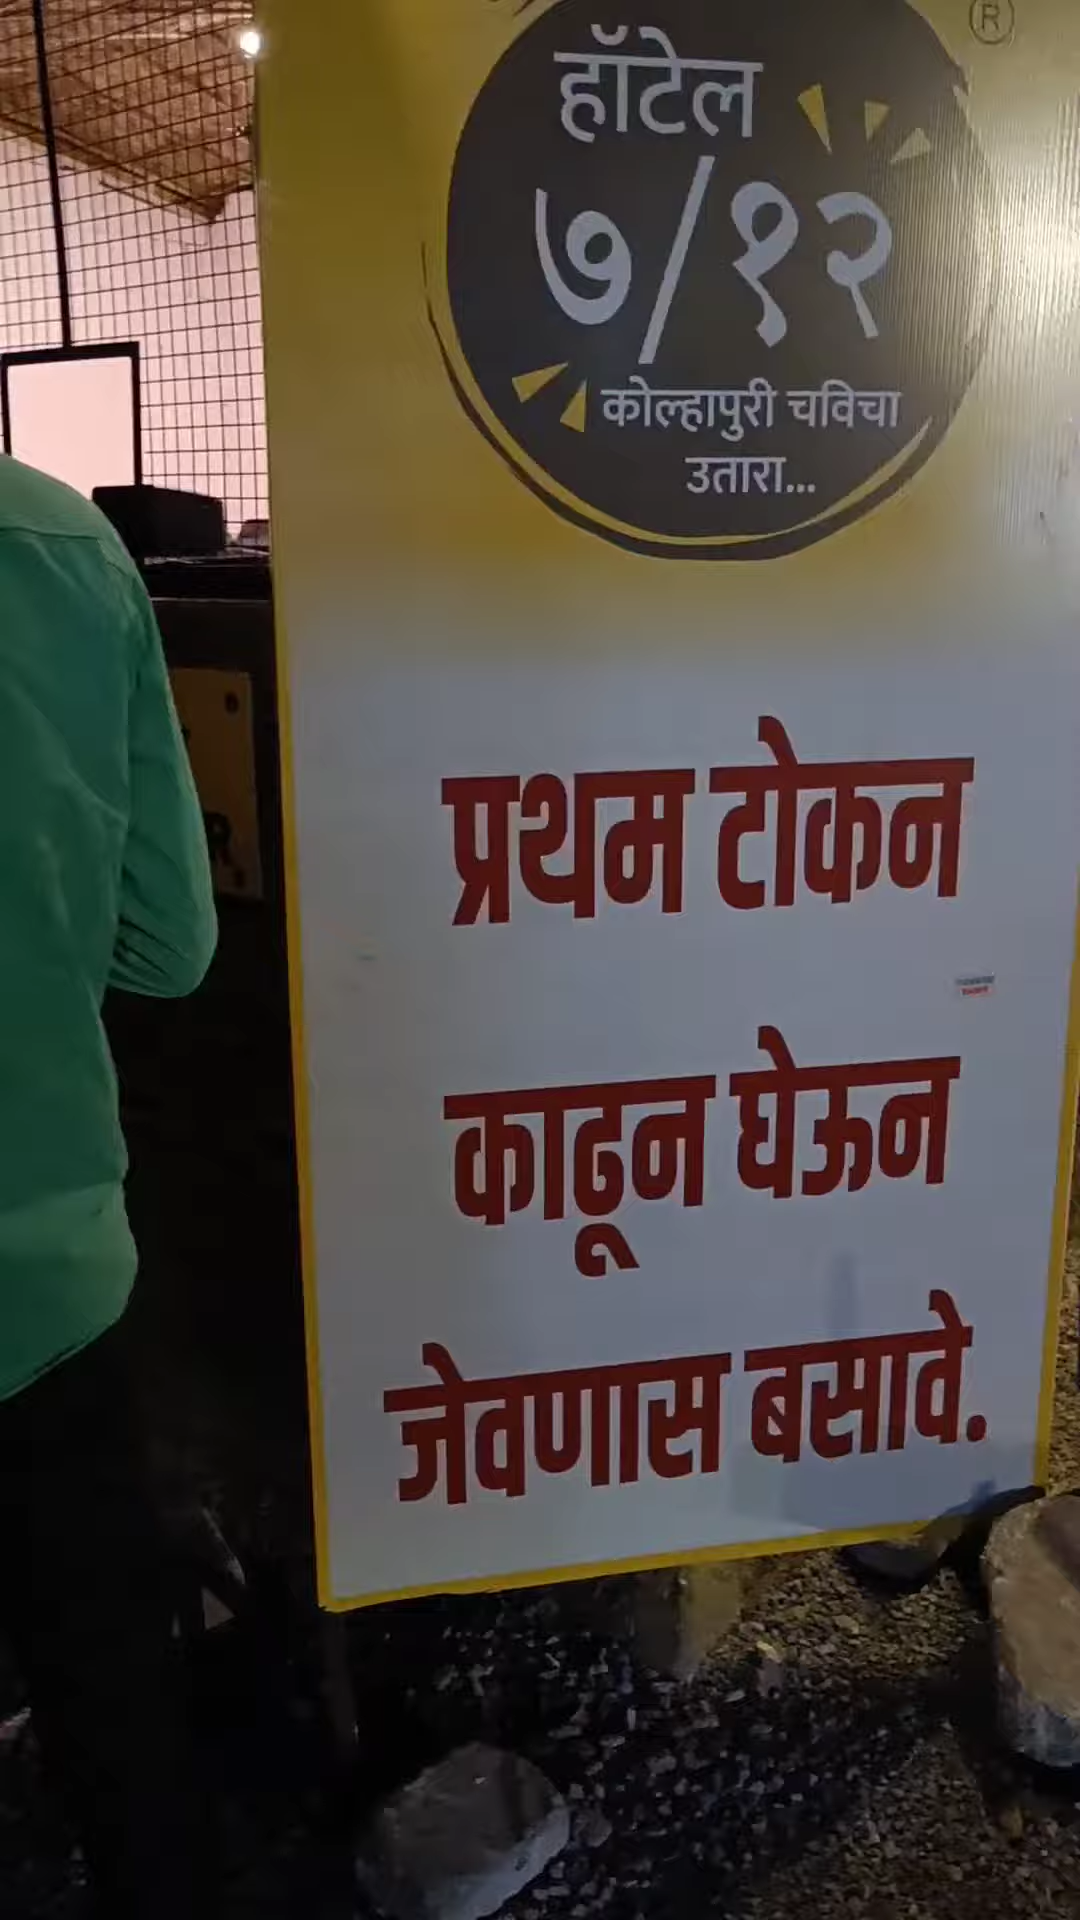 ®
हॉटेल
७/१२
कोल्हापुरी चविचा
उतारा...
प्रथम टोकन
काढून घेऊन
जेवणास बसावे.